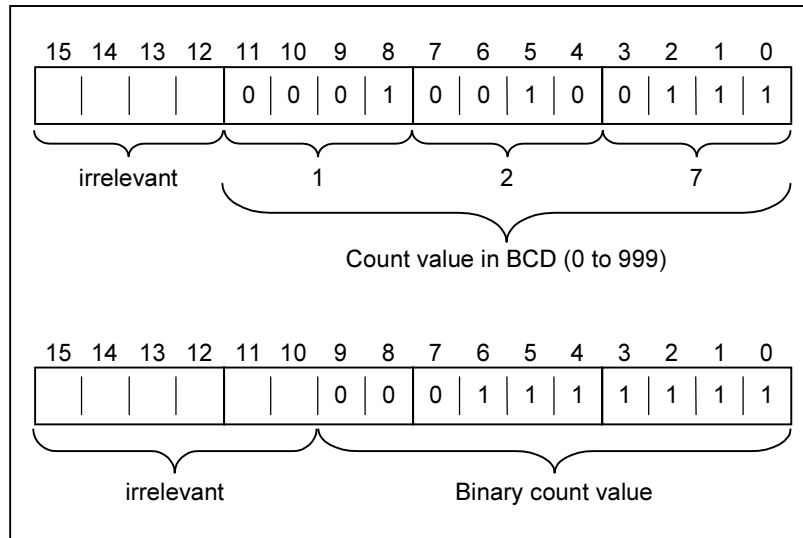 15 14 13 12 11 10 9 8 7 6 5 4 3 2 1 0
0 0 0 1 0 0 1 0 0 1 1 1
irrelevant 1 2 7
Count value in BCD (0 to 999)
15 14 13 12 11 10 9 8 7 6 5 4 3 2 1 0
0 0 0 1 1 1 1 1 1 1
irrelevant Binary count value